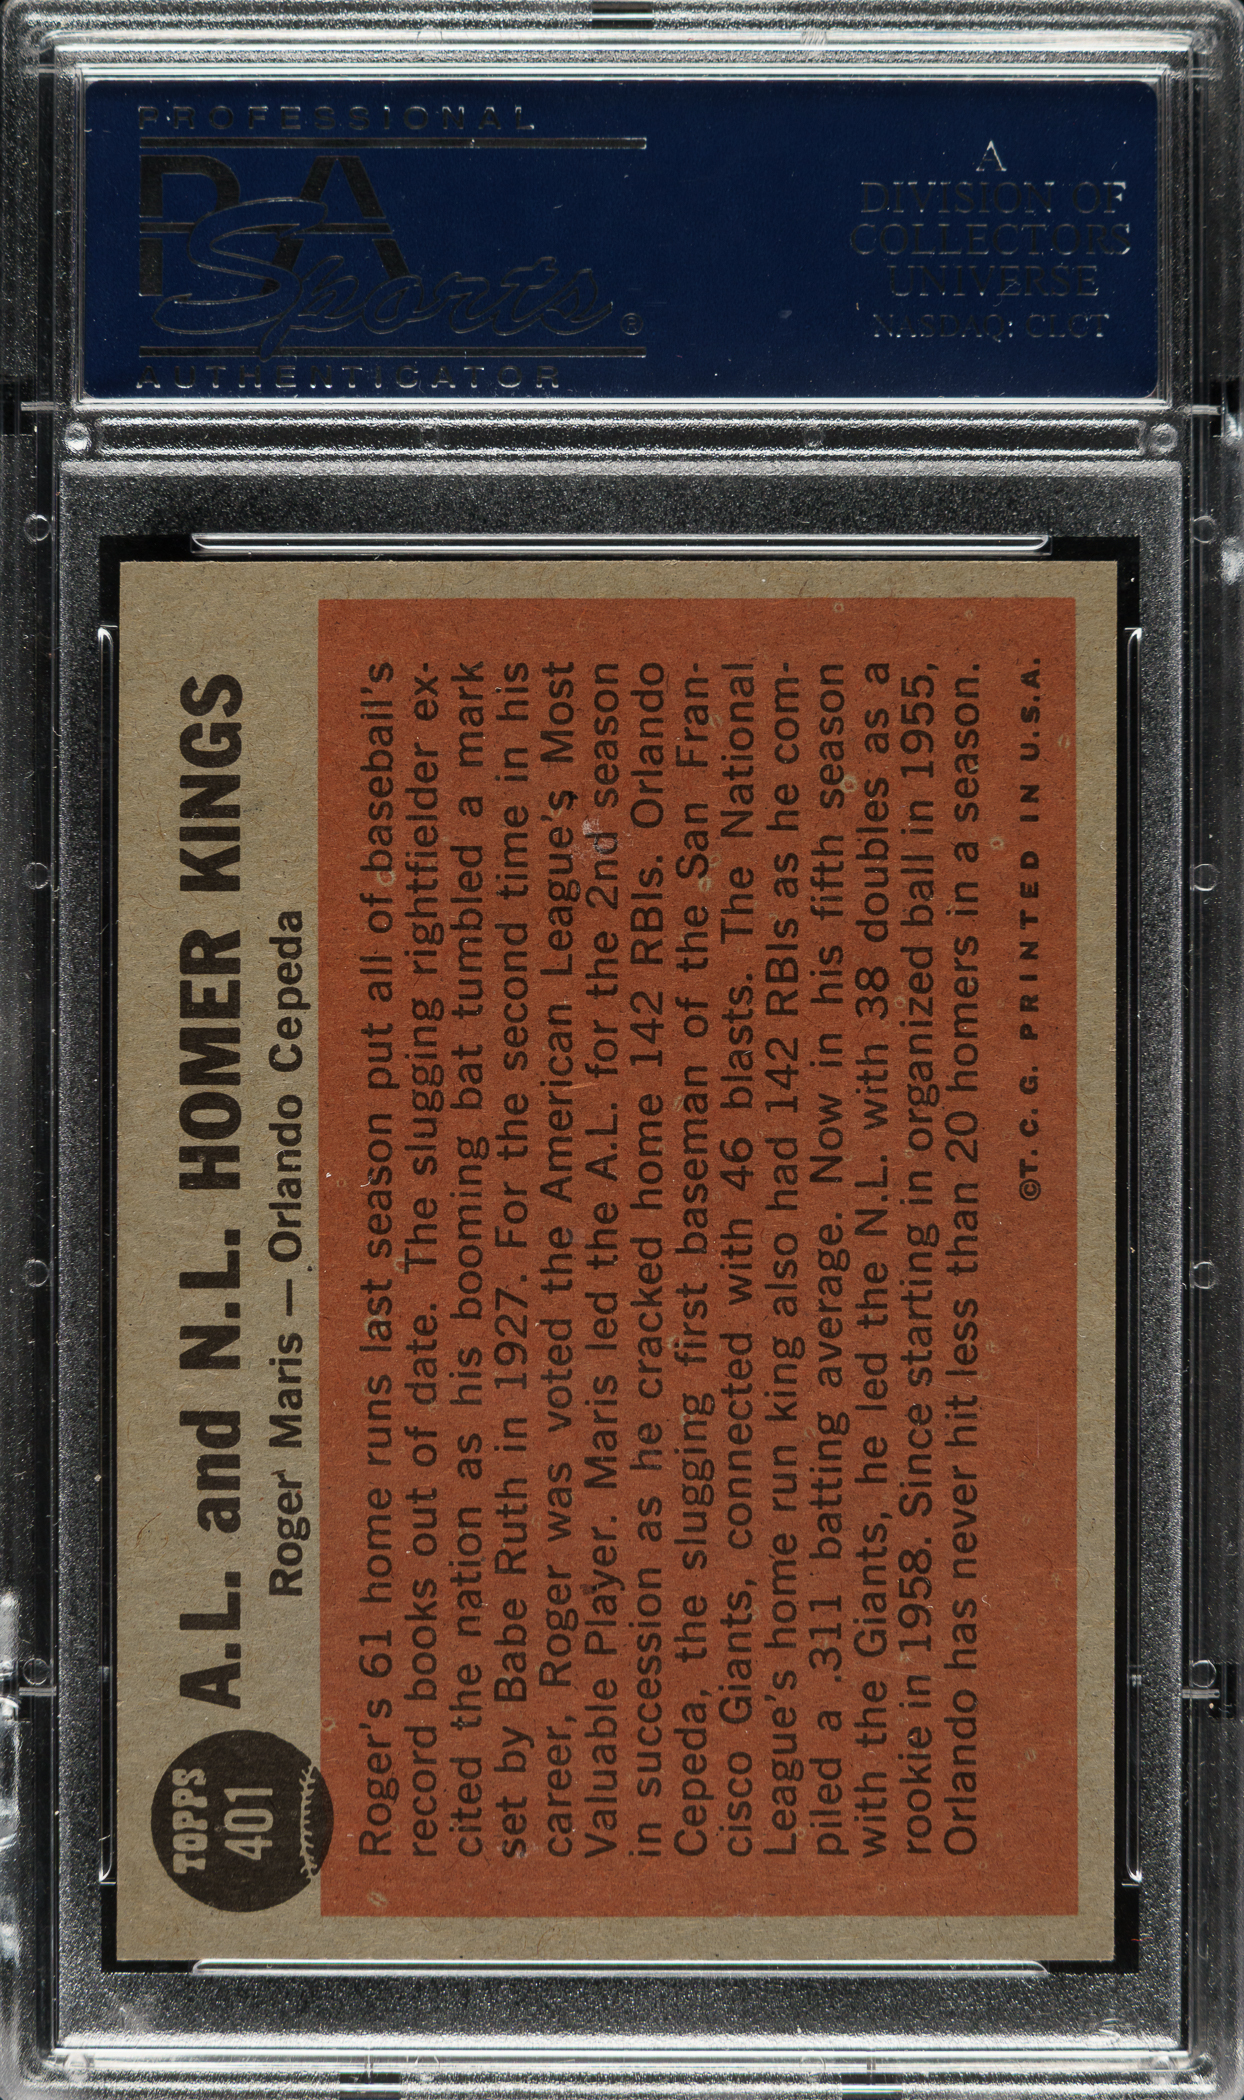 PROFESSIONAL
PSA
Sports®
AUTHENTICATOR
A
DIVISION OF
COLLECTORS
UNIVERSE
NASDAQ: CLCT
TOPPS
401
A.L. and N.L. HOMER KINGS
Roger Maris — Orlando Cepeda
Roger's 61 home runs last season put all of baseball's
record books out of date. The slugging rightfielder ex-
cited the nation as his booming bat tumbled a mark
set by Babe Ruth in 1927. For the second time in his
career, Roger was voted the American League's Most
Valuable Player. Maris led the A.L. for the 2nd season
in succession as he cracked home 142 RBIs. Orlando
Cepeda, the slugging first baseman of the San Fran-
cisco Giants, connected with 46 blasts. The National
League's home run king also had 142 RBIs as he com-
piled a .311 batting average. Now in his fifth season
with the Giants, he led the N.L. with 38 doubles as a
rookie in 1958. Since starting in organized ball in 1955,
Orlando has never hit less than 20 homers in a season.
©T. C. G. PRINTED IN U.S.A.